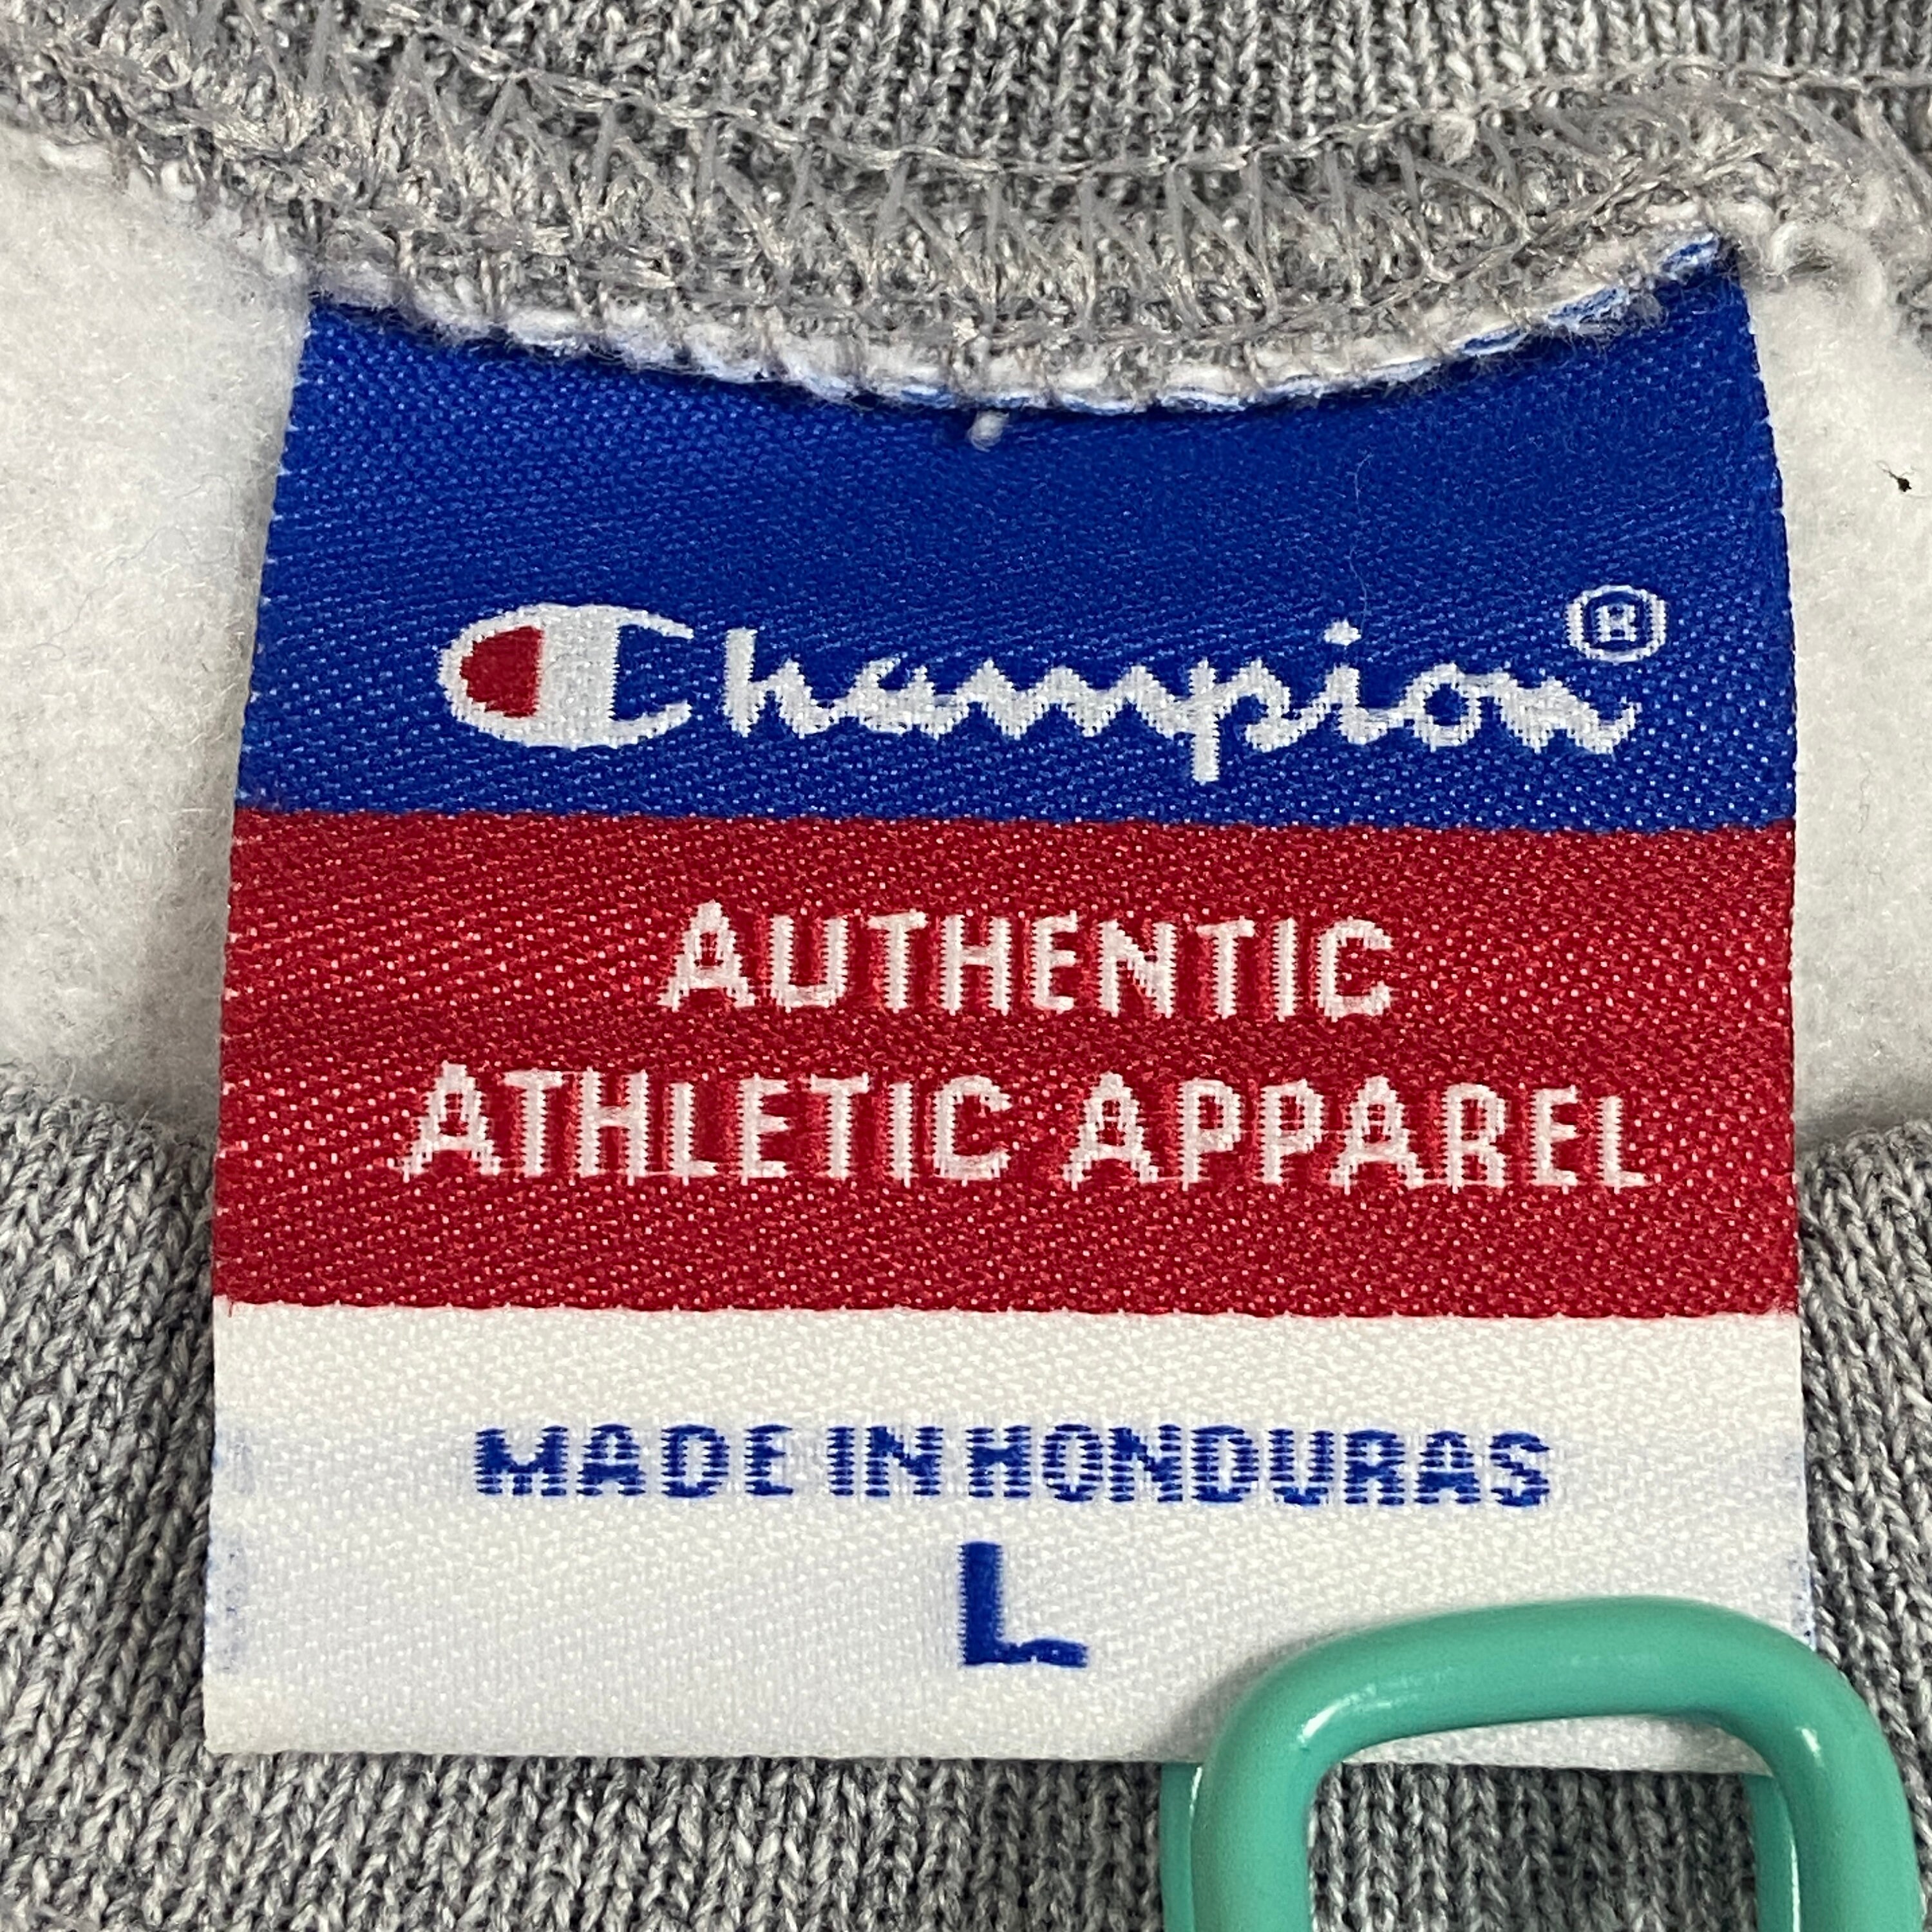 Champion®
AUTHENTIC
ATHLETIC APPAREL
MADE IN HONDURAS
L